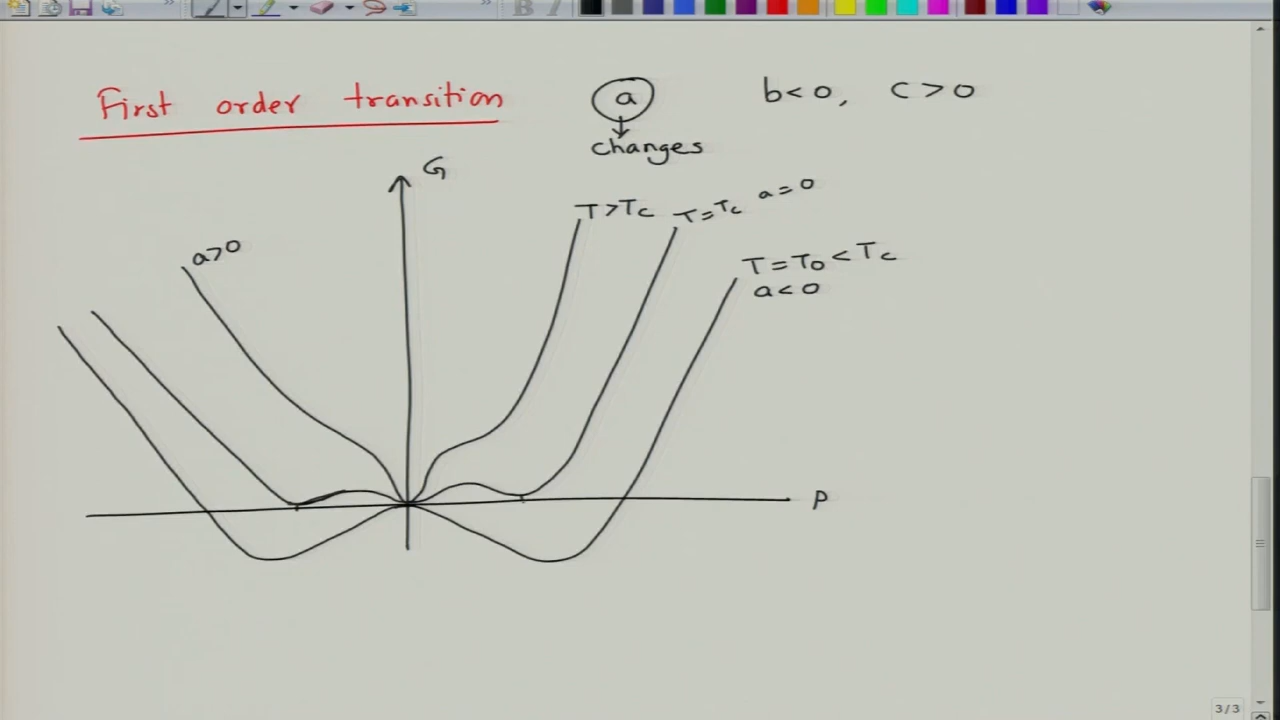 First order transition a b<0, c>0
changes
G
T>Tc T=Tc a=0
a>0
T=T0<Tc
a<0
P
3/3